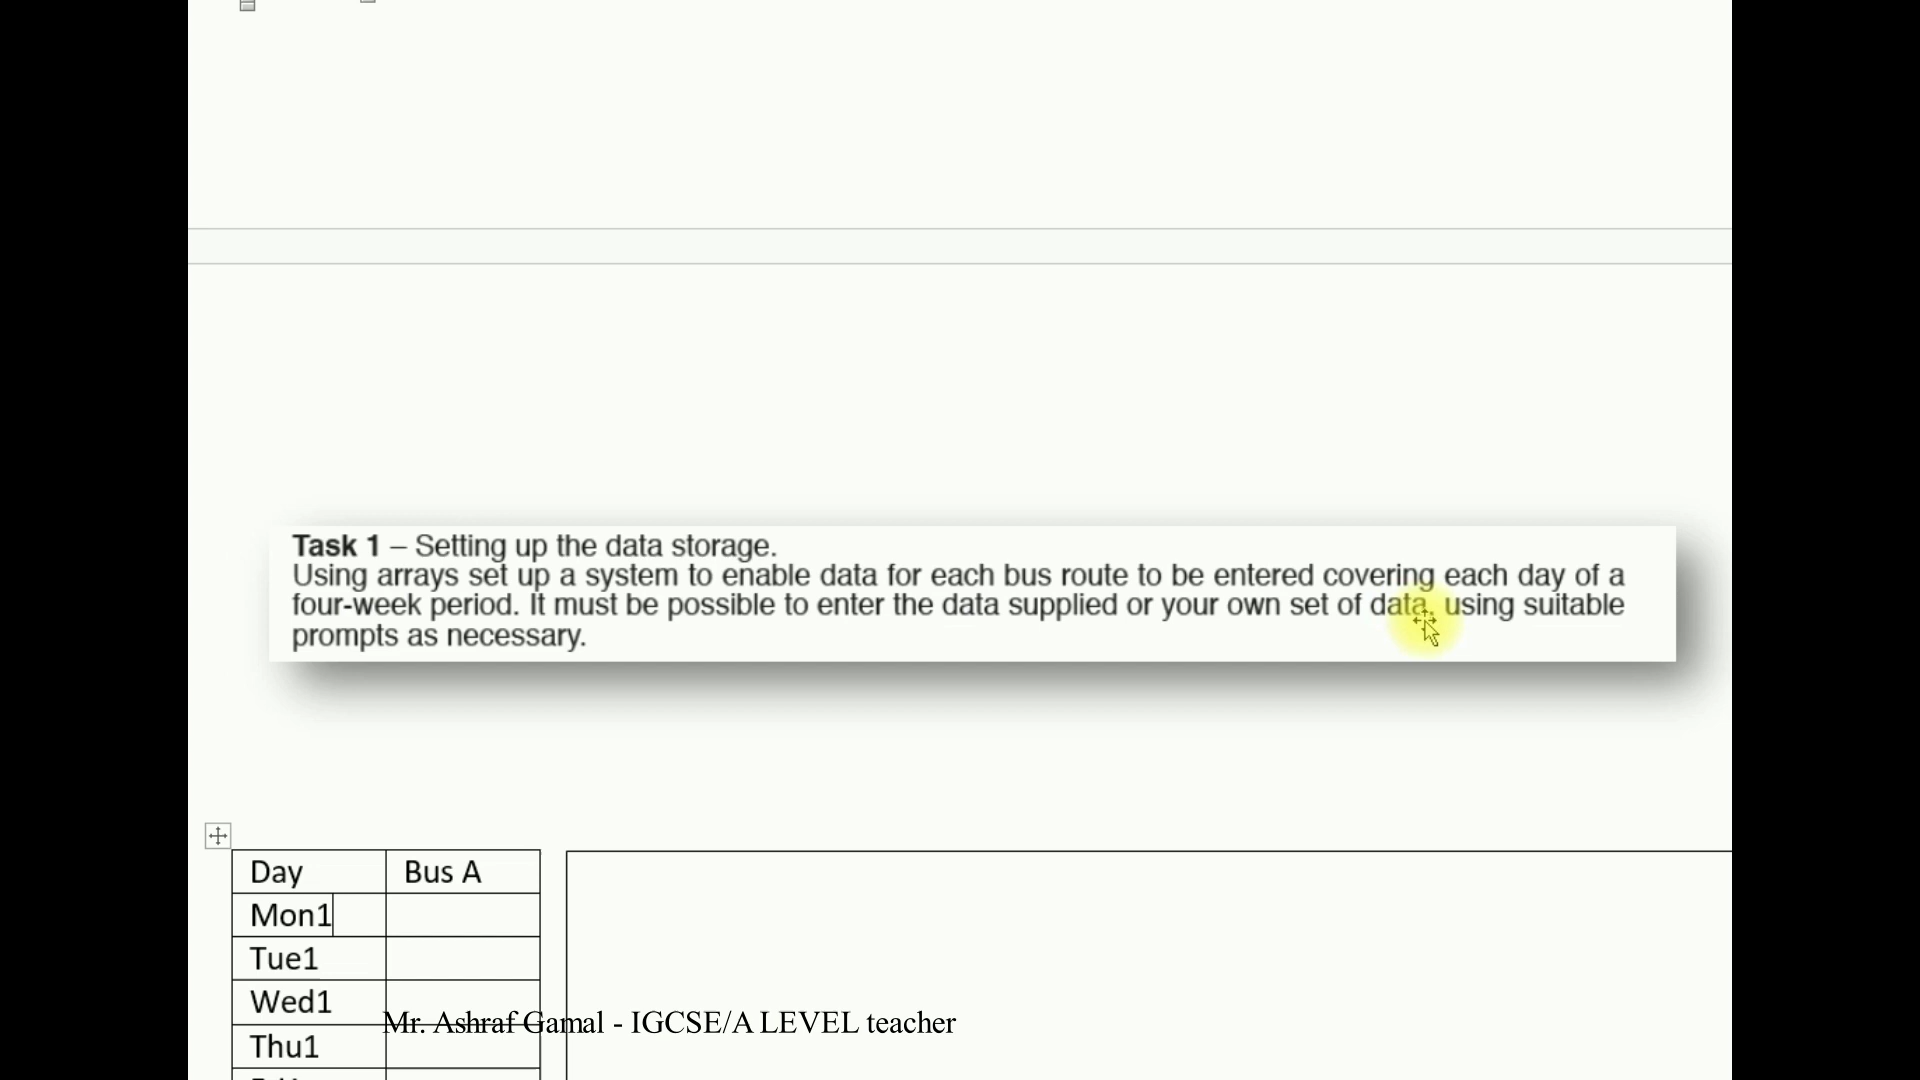 Task 1 – Setting up the data storage.
Using arrays set up a system to enable data for each bus route to be entered covering each day of a
four-week period. It must be possible to enter the data supplied or your own set of data, using suitable
prompts as necessary.
Day Bus A
Mon1
Tue1
Wed1
Mr. Ashraf Gamal - IGCSE/A LEVEL teacher
Thu1